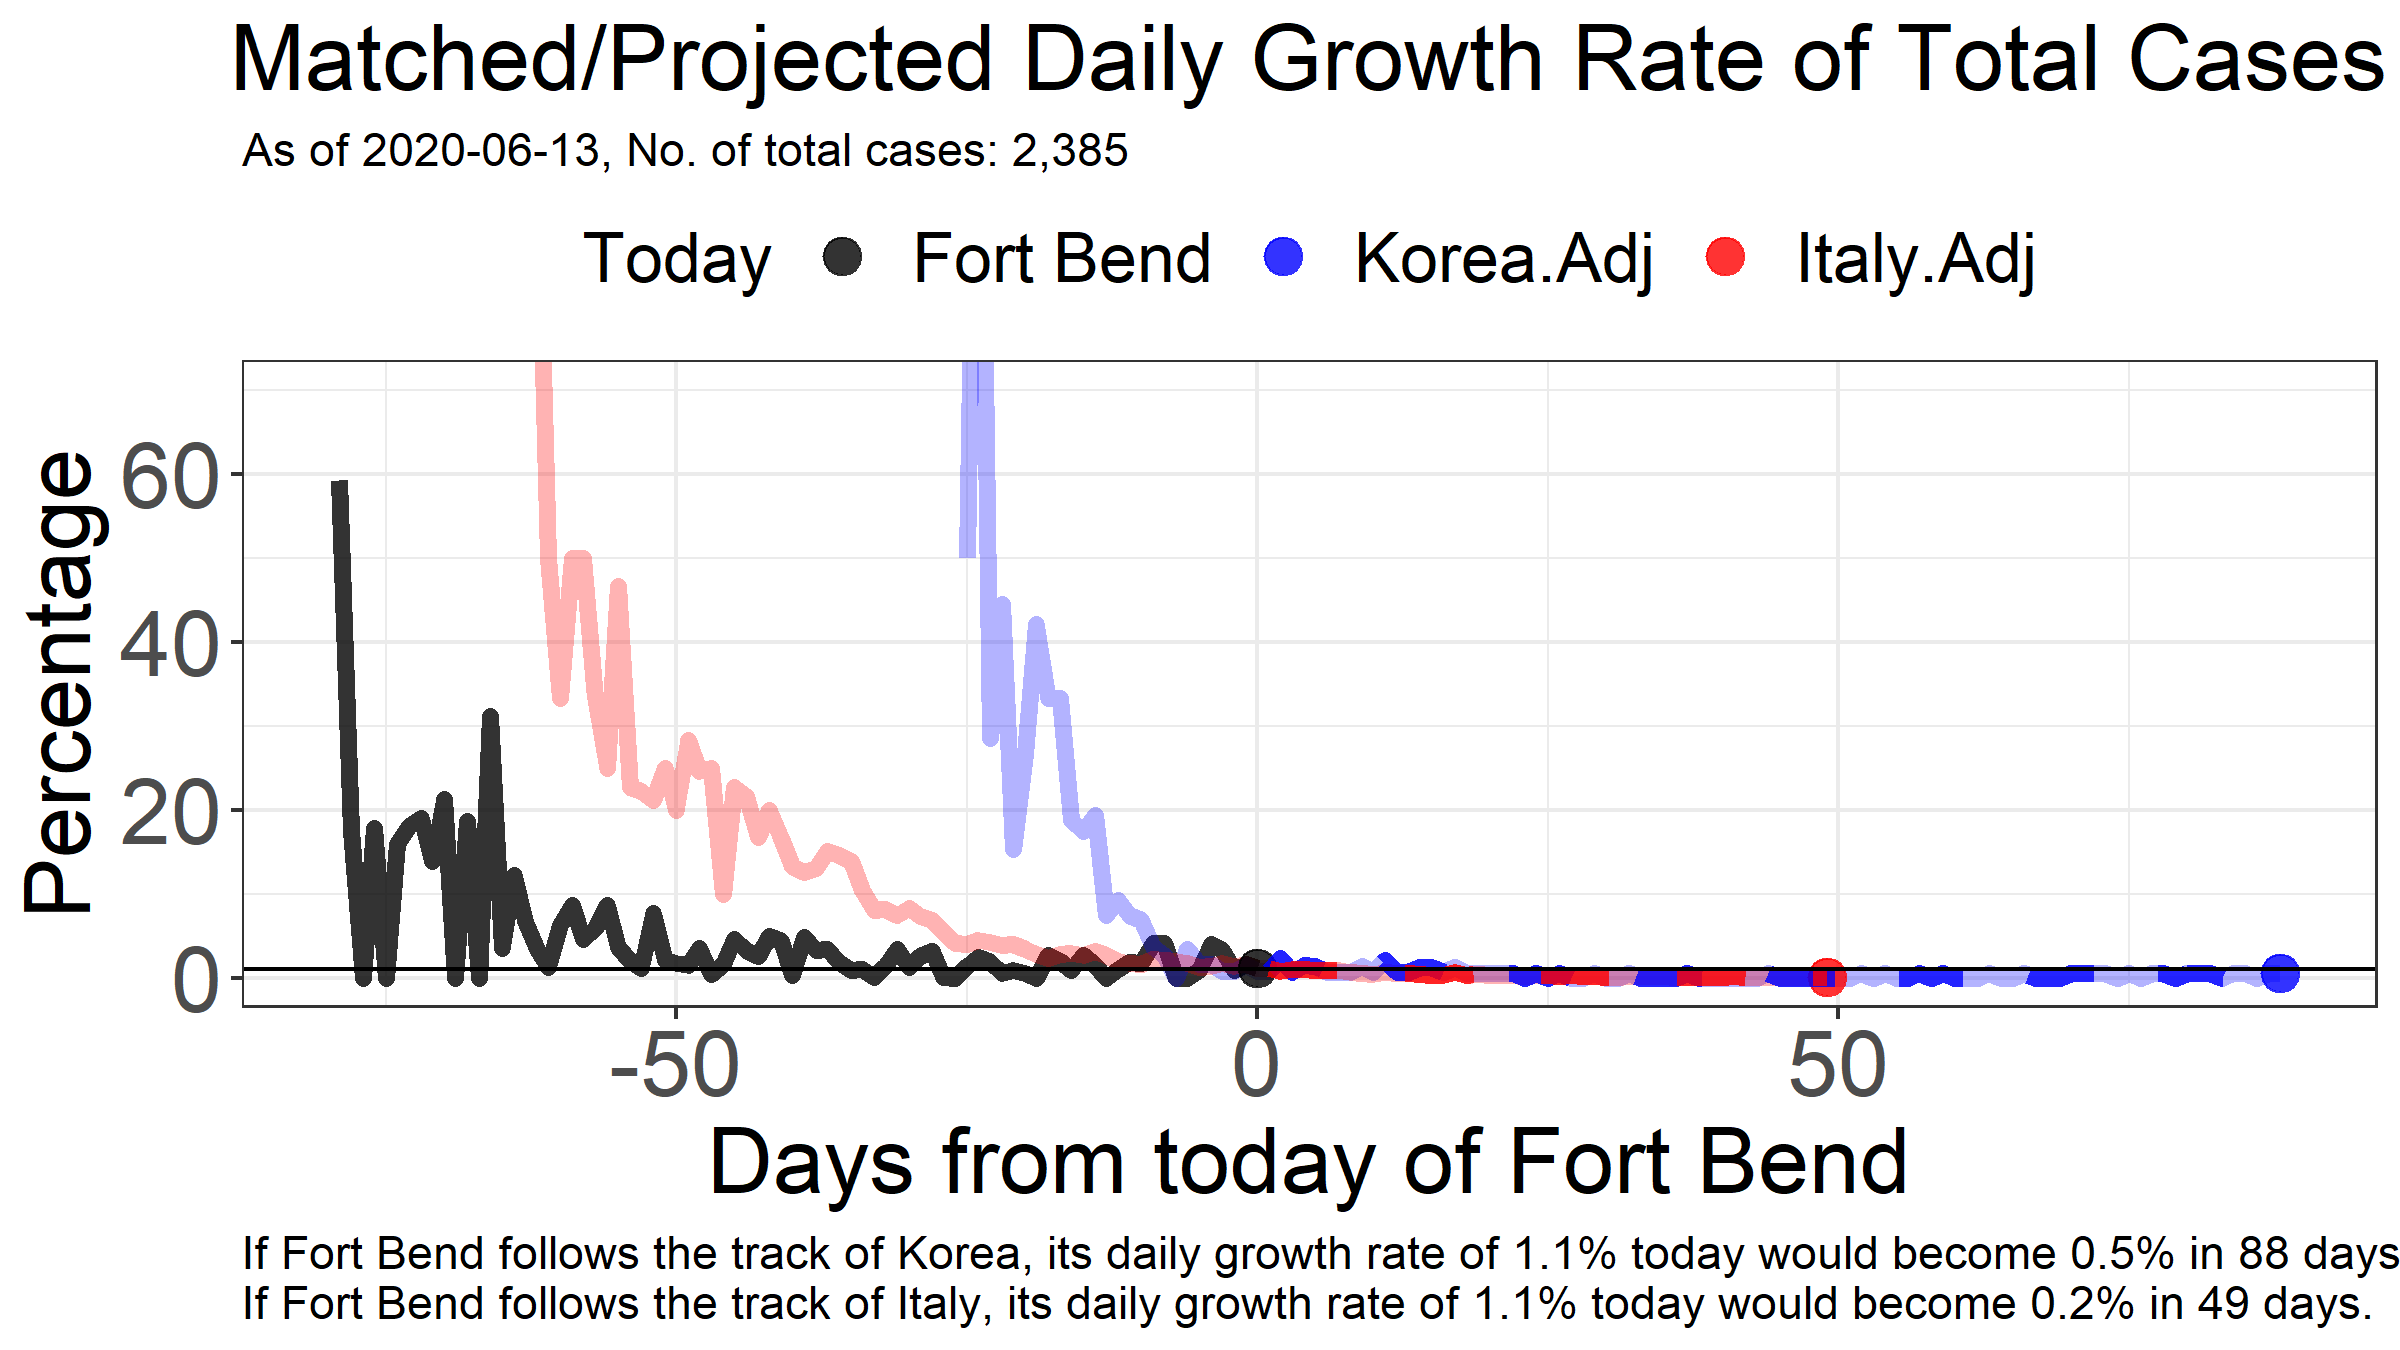 Matched/Projected Daily Growth Rate of Total Cases
As of 2020-06-13, No. of total cases: 2,385
Today Fort Bend Korea.Adj Italy.Adj
Percentage
60
40
20
0
-50 0 50
Days from today of Fort Bend
If Fort Bend follows the track of Korea, its daily growth rate of 1.1% today would become 0.5% in 88 days
If Fort Bend follows the track of Italy, its daily growth rate of 1.1% today would become 0.2% in 49 days.